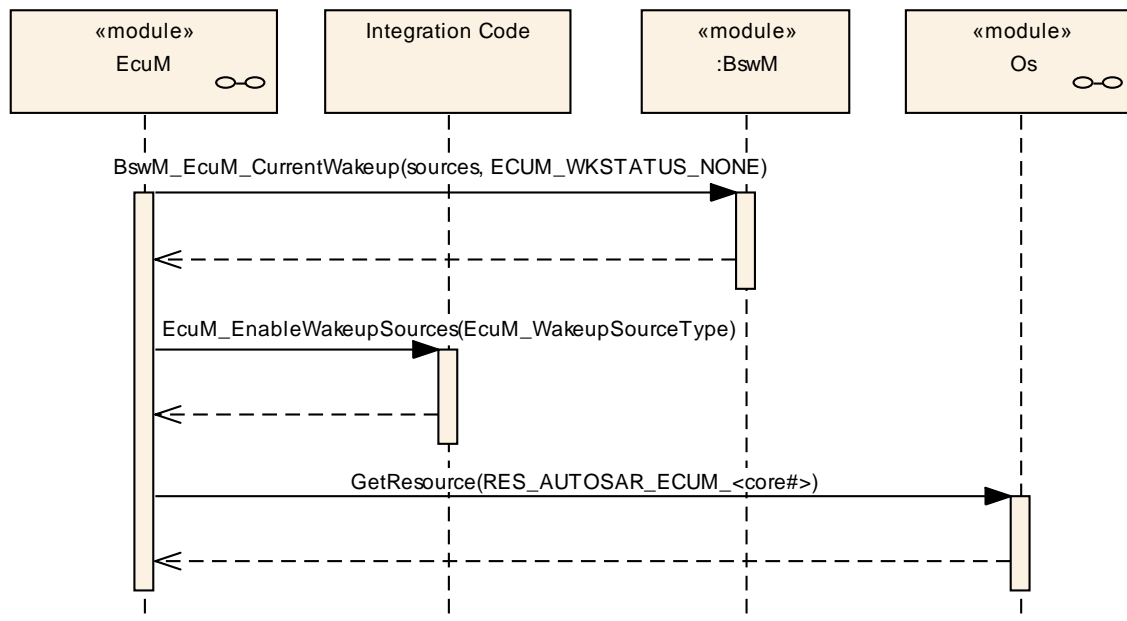 «module»
EcuM
Integration Code
«module»
:BswM
«module»
Os
BswM_EcuM_CurrentWakeup(sources, ECUM_WKSTATUS_NONE)
EcuM_EnableWakeupSources(EcuM_WakeupSourceType)
GetResource(RES_AUTOSAR_ECUM_<core#>)